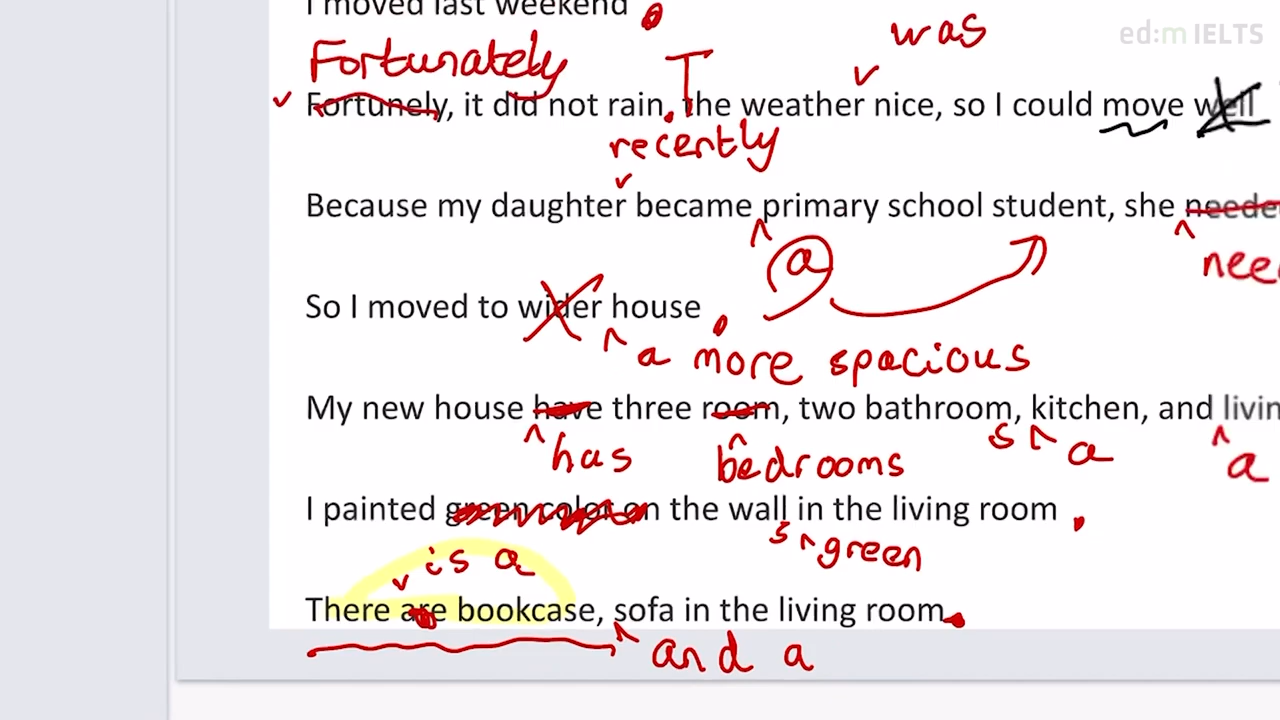 I moved last weekend .
ed:m IELTS
was
Fortunately T
Fortunely, it did not rain, the weather nice, so I could move well
recently
Because my daughter became primary school student, she neede
a nee
So I moved to wider house .
a more spacious
My new house have three room, two bathroom, kitchen, and livin
has bedrooms s a a
I painted green color on the wall in the living room .
s green
is a
There are bookcase, sofa in the living room.
and a